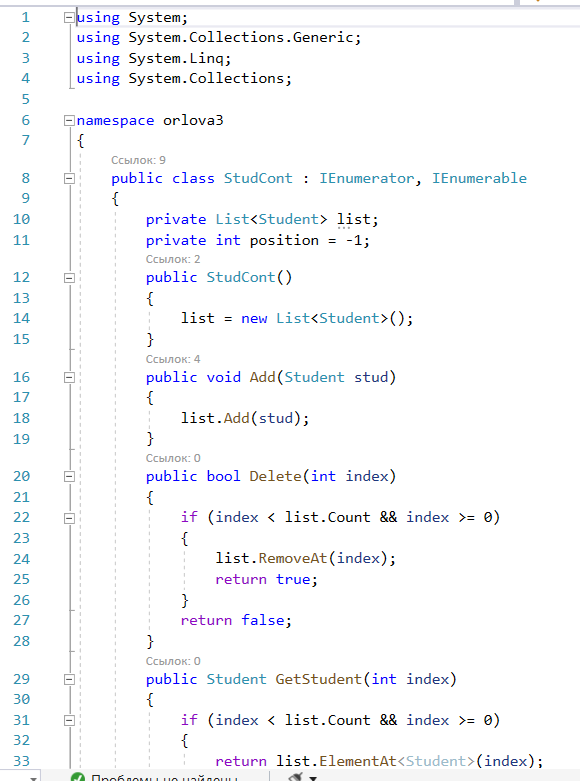 1 using System;
2 using System.Collections.Generic;
3 using System.Linq;
4 using System.Collections;
5
6 namespace orlova3
7 {
Ссылок: 9
8 public class StudCont : IEnumerator, IEnumerable
9 {
10 private List<Student> list;
11 private int position = -1;
Ссылок: 2
12 public StudCont()
13 {
14 list = new List<Student>();
15 }
Ссылок: 4
16 public void Add(Student stud)
17 {
18 list.Add(stud);
19 }
Ссылок: 0
20 public bool Delete(int index)
21 {
22 if (index < list.Count && index >= 0)
23 {
24 list.RemoveAt(index);
25 return true;
26 }
27 return false;
28 }
Ссылок: 0
29 public Student GetStudent(int index)
30 {
31 if (index < list.Count && index >= 0)
32 {
33 return list.ElementAt<Student>(index);
Проблемы не найдены